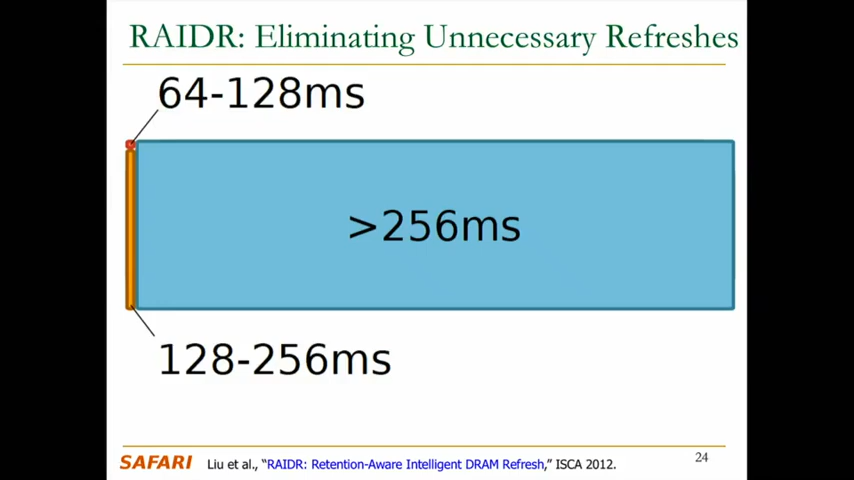 RAIDR: Eliminating Unnecessary Refreshes
64-128ms
>256ms
128-256ms
SAFARI Liu et al., “RAIDR: Retention-Aware Intelligent DRAM Refresh,” ISCA 2012. 24